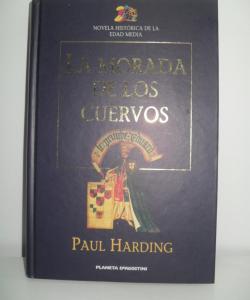 NOVELA HISTÓRICA DE LA
EDAD MEDIA
LA MORADA
DE LOS
CUERVOS
PAUL HARDING
PLANETA DEAGOSTINI